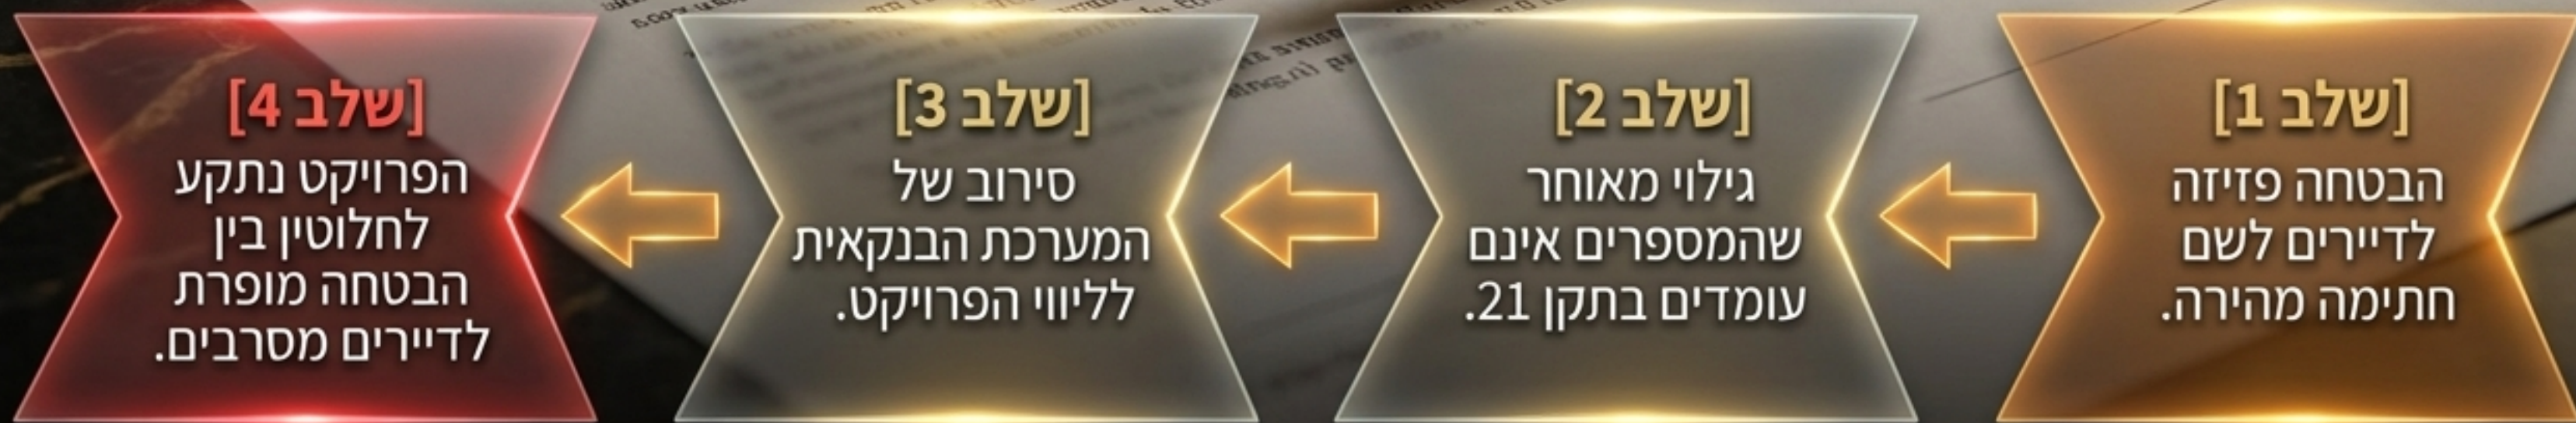 [שלב 1]
הבטחה פזיזה
לדיירים לשם
חתימה מהירה.
[שלב 2]
גילוי מאוחר
שהמספרים אינם
עומדים בתקן 21.
[שלב 3]
סירוב של
המערכת הבנקאית
לליווי הפרויקט.
[שלב 4]
הפרויקט נתקע
לחלוטין בין
הבטחה מופרת
לדיירים מסרבים.